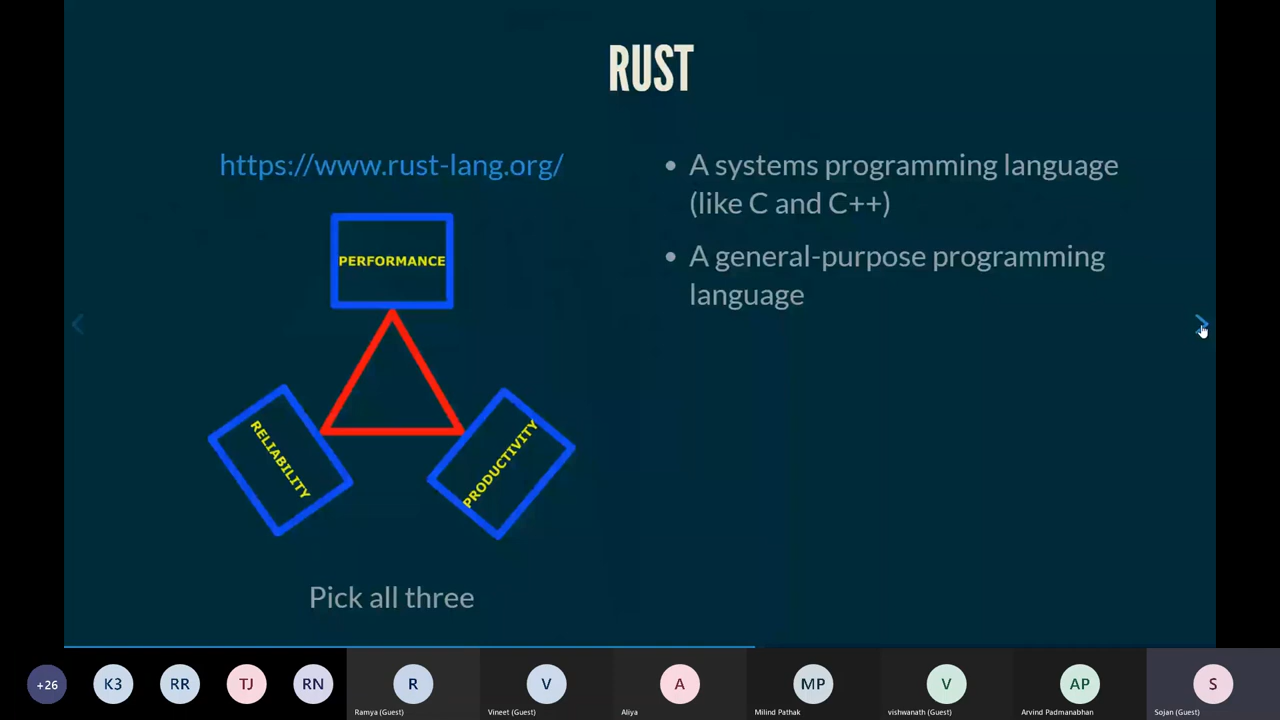 RUST
https://www.rust-lang.org/
PERFORMANCE
RELIABILITY
PRODUCTIVITY
Pick all three
• A systems programming language
(like C and C++)
• A general-purpose programming
language
+26
K3
RR
TJ
RN
R
Ramya (Guest)
V
Vineet (Guest)
A
Aliya
MP
Milind Pathak
V
vishwanath (Guest)
AP
Arvind Padmanabhan
S
Sojan (Guest)